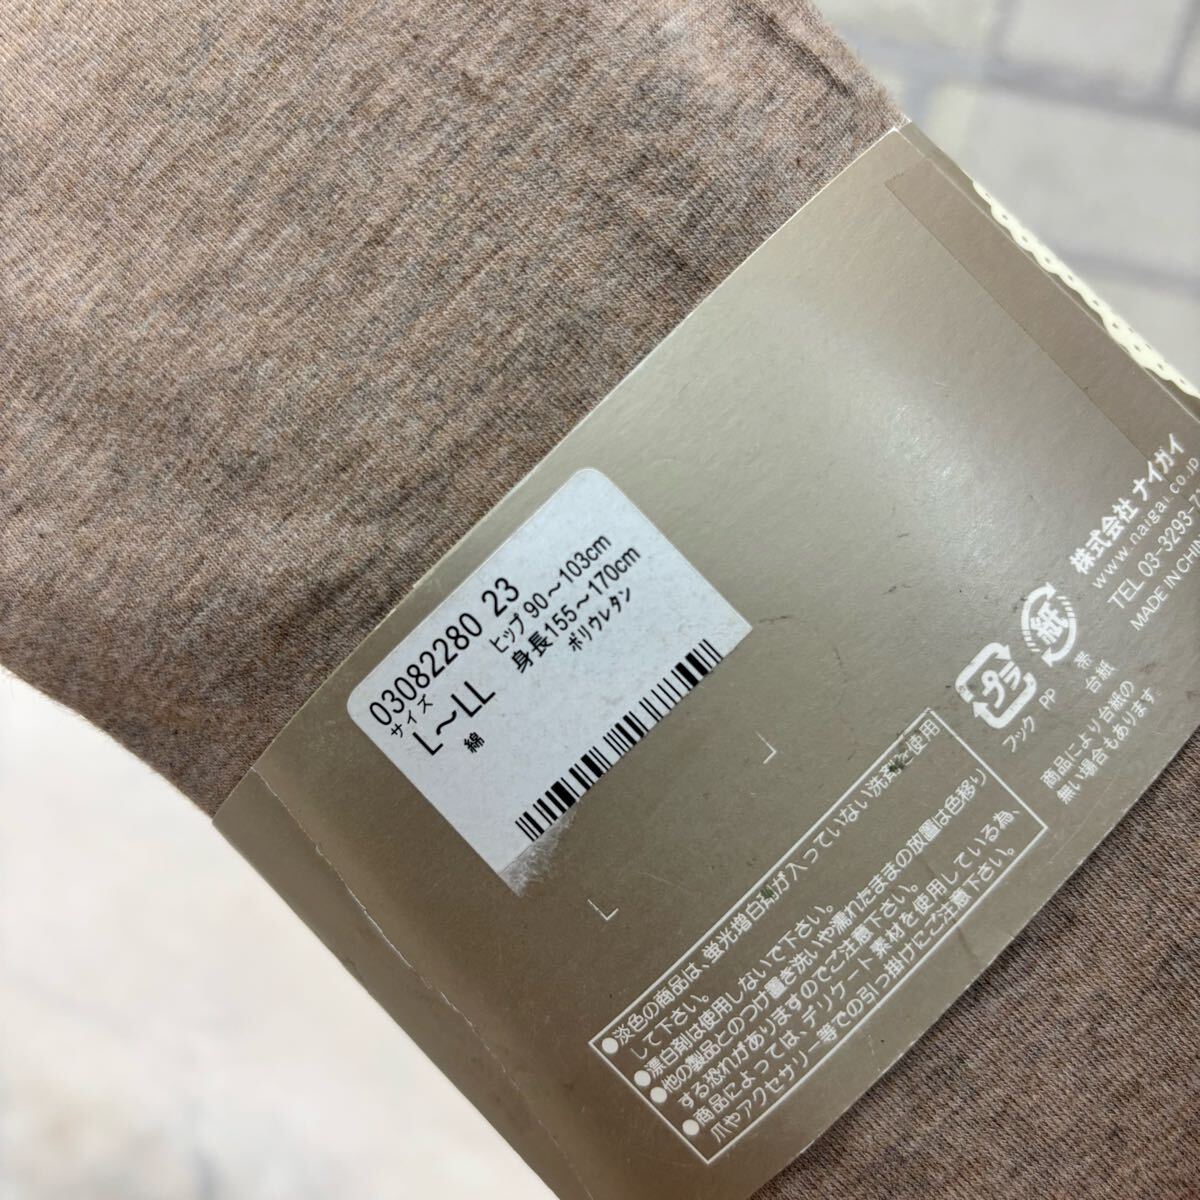 03082280 23
サイズ
L～LL
ヒップ 90～103cm
身長155～170cm
綿
ポリウレタン
株式会社 ナイガイ
www.naigai.co.jp
TEL 03-3293-7
MADE IN CHIN
プラ
紙
フック PP
帯
台紙
商品により台紙の
無い場合もあります
●淡色の商品は、蛍光増白剤が入っていない洗剤を使用
して下さい。
●漂白剤は使用しないで下さい。
●他の製品とのつけ置き洗いや濡れたままの放置は色移り
する恐れがありますのでご注意下さい。
●商品によっては、デリケート素材を使用している為、
爪やアクセサリー等での引っ掛けにご注意下さい。